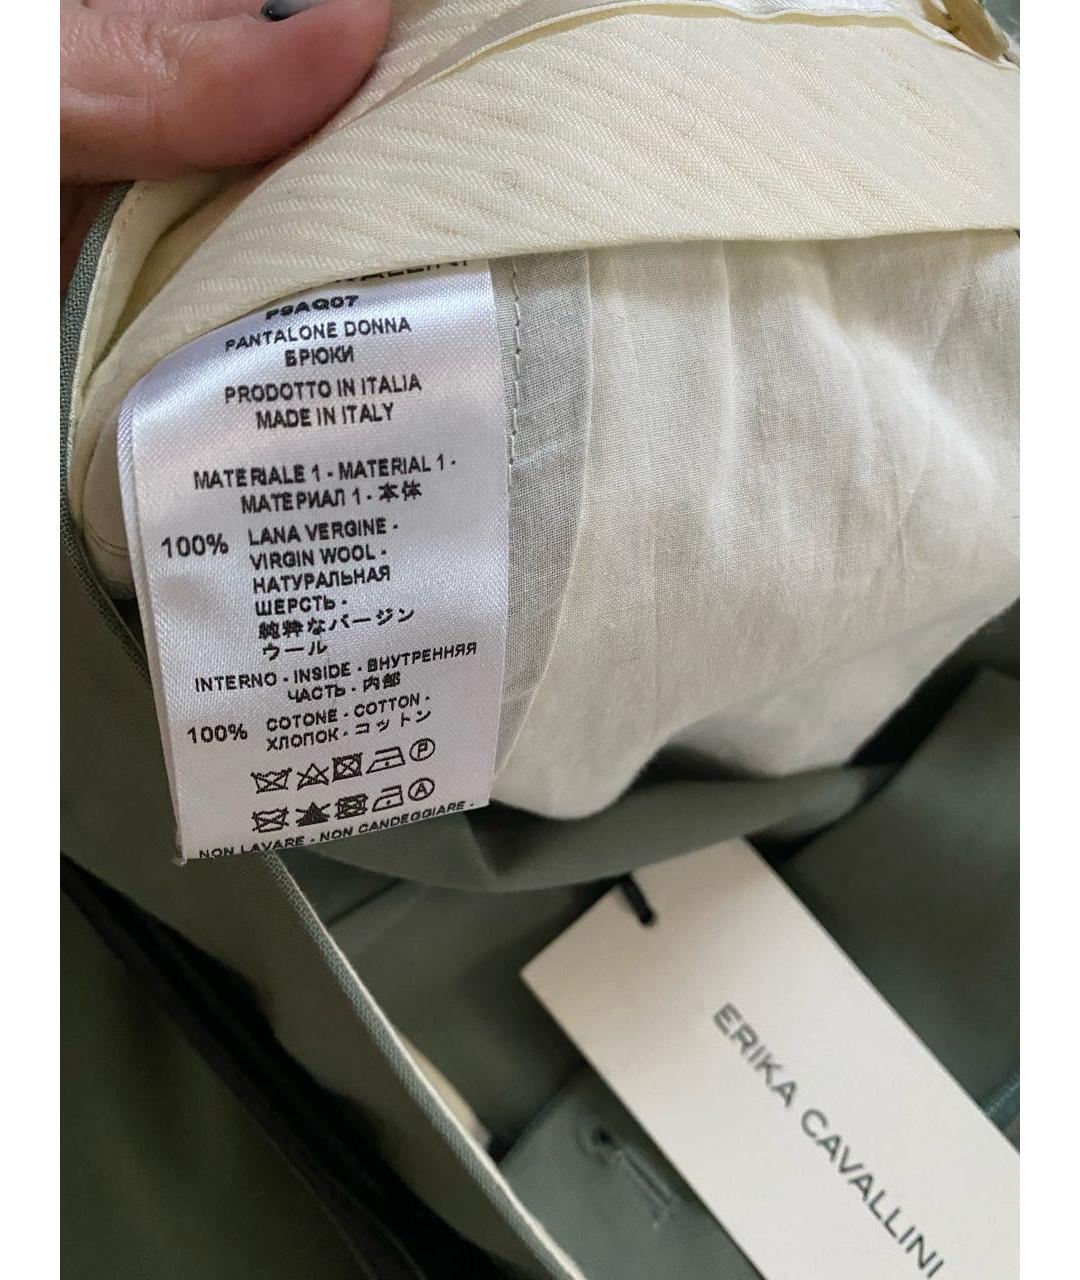 P9AQ07
PANTALONE DONNA
БРЮКИ
PRODOTTO IN ITALIA
MADE IN ITALY
MATERIALE 1 - MATERIAL 1 -
МАТЕРИАЛ 1 - 本体
100% LANA VERGINE -
VIRGIN WOOL -
НАТУРАЛЬНАЯ
ШЕРСТЬ -
純粋なバージン
ウール
INTERNO - INSIDE - ВНУТРЕННЯЯ
ЧАСТЬ - 内部
100% COTONE - COTTON -
ХЛОПОК - コットン
P
A
NON LAVARE - NON CANDEGGIARE -
ERIKA CAVALLINI